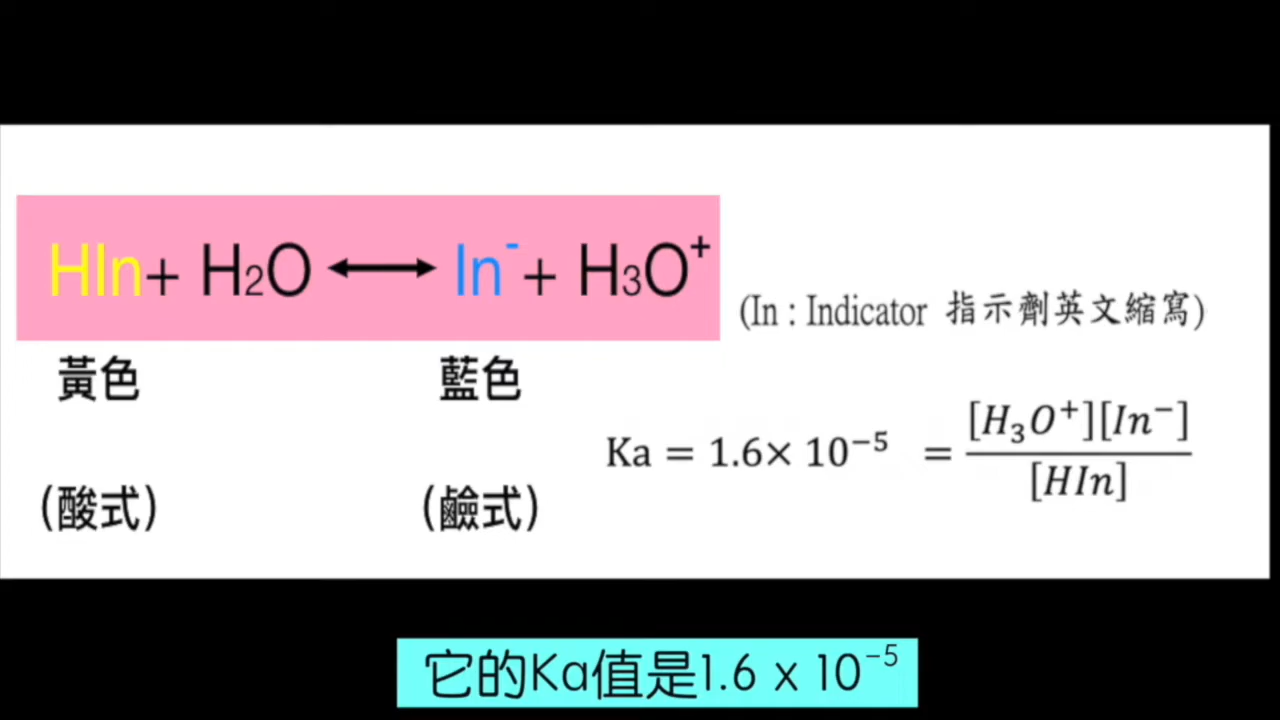 HIn + H2O ↔ In⁻ + H3O⁺
(In : Indicator 指示劑英文縮寫)
黃色 藍色
Ka = 1.6× 10⁻⁵ = [H₃O⁺][In⁻] / [HIn]
(酸式) (鹼式)
它的Ka值是1.6 x 10⁻⁵